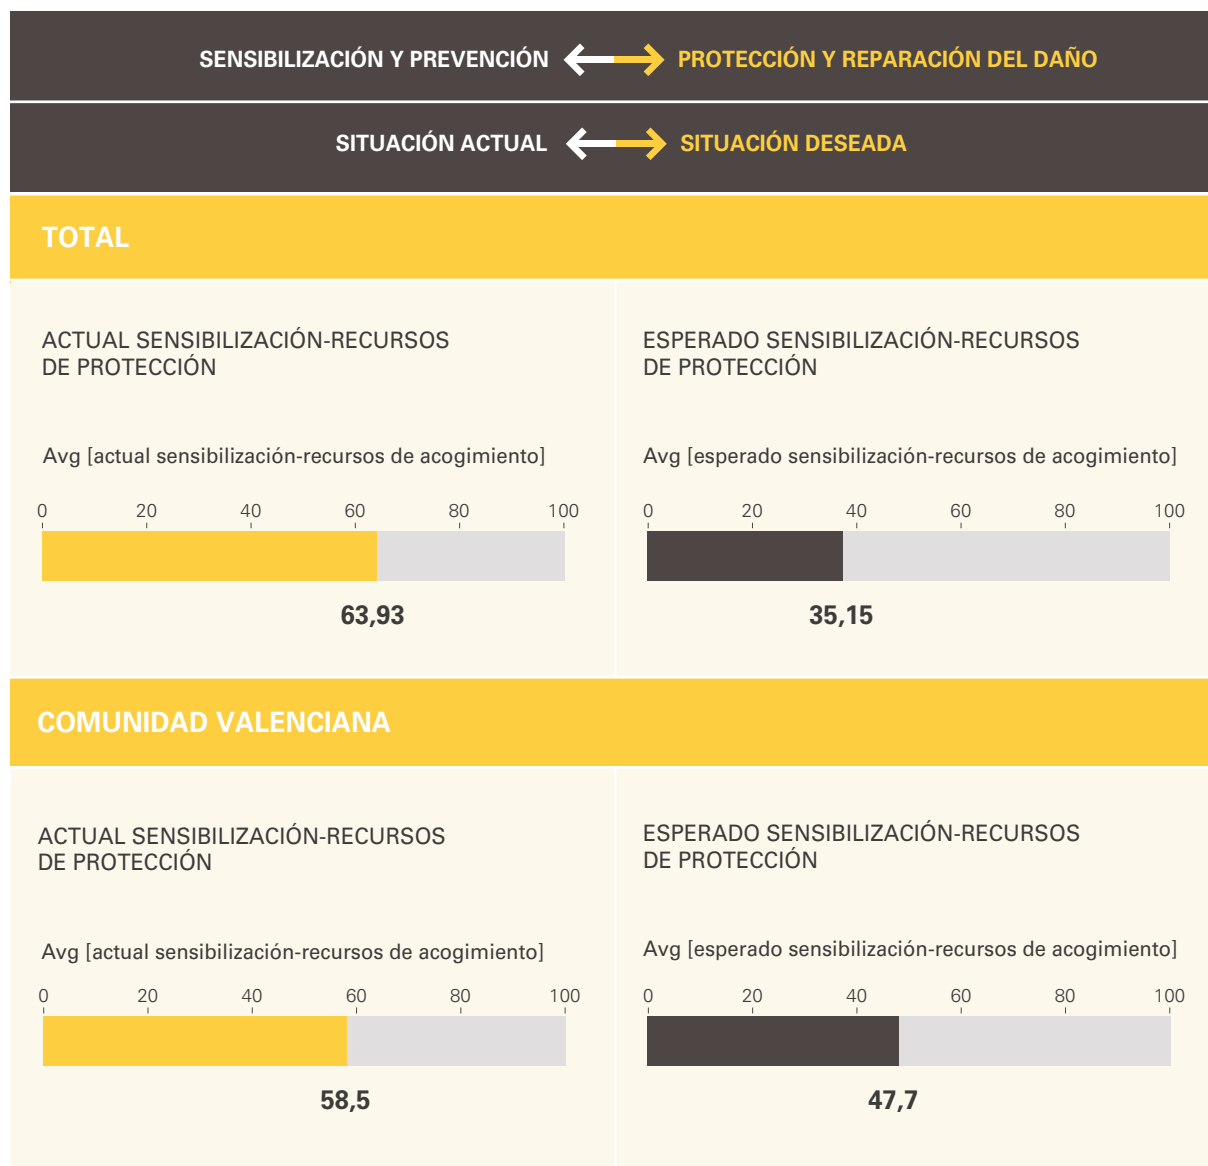 SENSIBILIZACIÓN Y PREVENCIÓN PROTECCIÓN Y REPARACIÓN DEL DAÑO
SITUACIÓN ACTUAL SITUACIÓN DESEADA
TOTAL
ACTUAL SENSIBILIZACIÓN-RECURSOS
DE PROTECCIÓN
Avg [actual sensibilización-recursos de acogimiento]
0 20 40 60 80 100
63,93
ESPERADO SENSIBILIZACIÓN-RECURSOS
DE PROTECCIÓN
Avg [esperado sensibilización-recursos de acogimiento]
0 20 40 60 80 100
35,15
COMUNIDAD VALENCIANA
ACTUAL SENSIBILIZACIÓN-RECURSOS
DE PROTECCIÓN
Avg [actual sensibilización-recursos de acogimiento]
0 20 40 60 80 100
58,5
ESPERADO SENSIBILIZACIÓN-RECURSOS
DE PROTECCIÓN
Avg [esperado sensibilización-recursos de acogimiento]
0 20 40 60 80 100
47,7